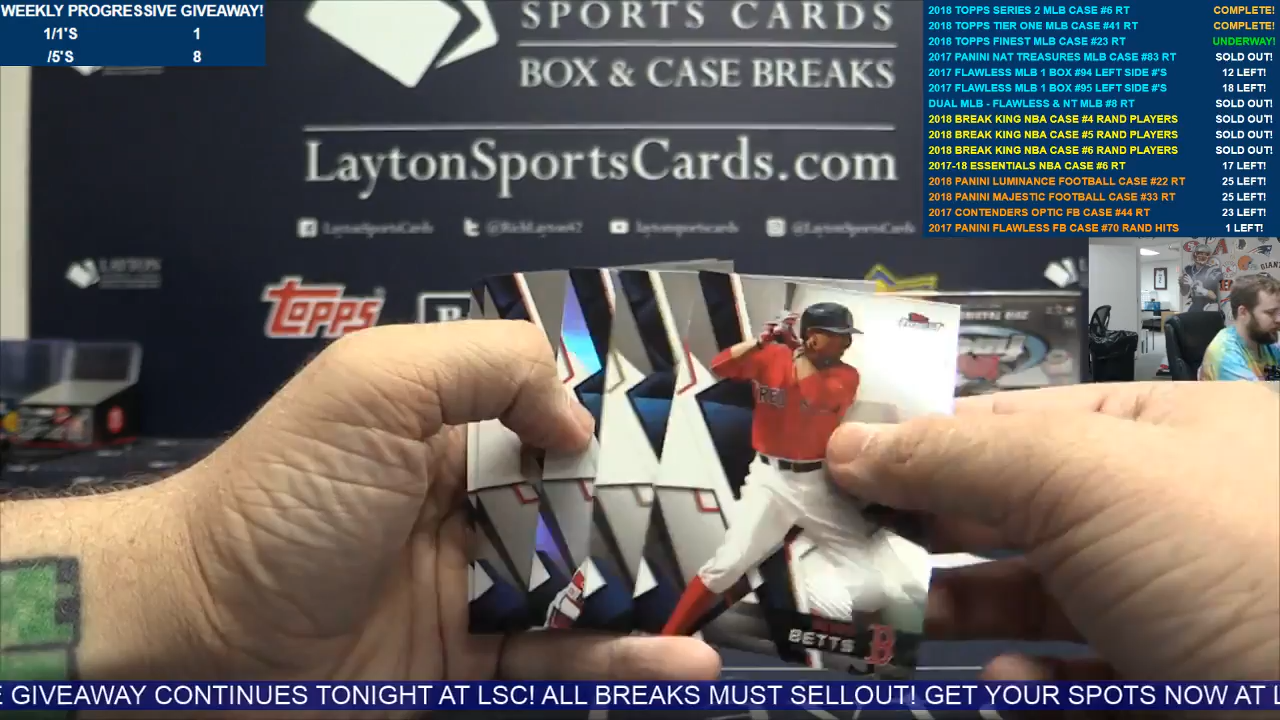 WEEKLY PROGRESSIVE GIVEAWAY!
1/1'S 1
/5'S 8
SPORTS CARDS
BOX & CASE BREAKS
LaytonSportsCards.com
LaytonSportsCards @RichLayton42 laytonsportscards @LaytonSportsCards
LAYTON
TOPPS
2018 TOPPS SERIES 2 MLB CASE #6 RT COMPLETE!
2018 TOPPS TIER ONE MLB CASE #41 RT COMPLETE!
2018 TOPPS FINEST MLB CASE #23 RT UNDERWAY!
2017 PANINI NAT TREASURES MLB CASE #83 RT SOLD OUT!
2017 FLAWLESS MLB 1 BOX #94 LEFT SIDE #'S 12 LEFT!
2017 FLAWLESS MLB 1 BOX #95 LEFT SIDE #'S 18 LEFT!
DUAL MLB - FLAWLESS & NT MLB #8 RT SOLD OUT!
2018 BREAK KING NBA CASE #4 RAND PLAYERS SOLD OUT!
2018 BREAK KING NBA CASE #5 RAND PLAYERS SOLD OUT!
2018 BREAK KING NBA CASE #6 RAND PLAYERS SOLD OUT!
2017-18 ESSENTIALS NBA CASE #6 RT 17 LEFT!
2018 PANINI LUMINANCE FOOTBALL CASE #22 RT 25 LEFT!
2018 PANINI MAJESTIC FOOTBALL CASE #33 RT 25 LEFT!
2017 CONTENDERS OPTIC FB CASE #44 RT 23 LEFT!
2017 PANINI FLAWLESS FB CASE #70 RAND HITS 1 LEFT!
RED
BETTS
B
E GIVEAWAY CONTINUES TONIGHT AT LSC! ALL BREAKS MUST SELLOUT! GET YOUR SPOTS NOW AT